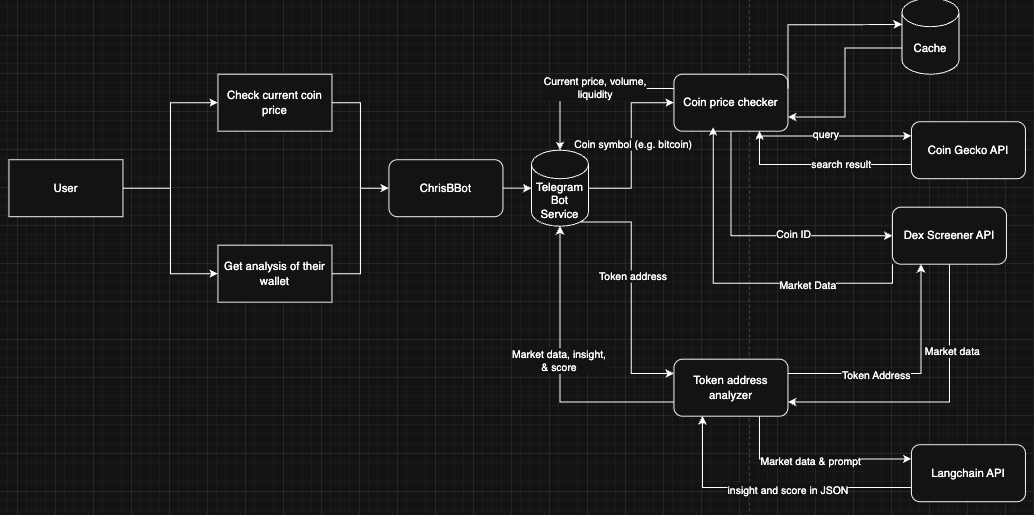 Cache
Current price, volume,
liquidity
Check current coin
price
Coin price checker
query
Coin Gecko API
Coin symbol (e.g. bitcoin)
search result
User
ChrisBBot
Telegram
Bot
Service
Coin ID
Dex Screener API
Get analysis of their
wallet
Token address
Market Data
Market data, insight,
& score
Market data
Token address
analyzer
Token Address
Market data & prompt
Langchain API
insight and score in JSON